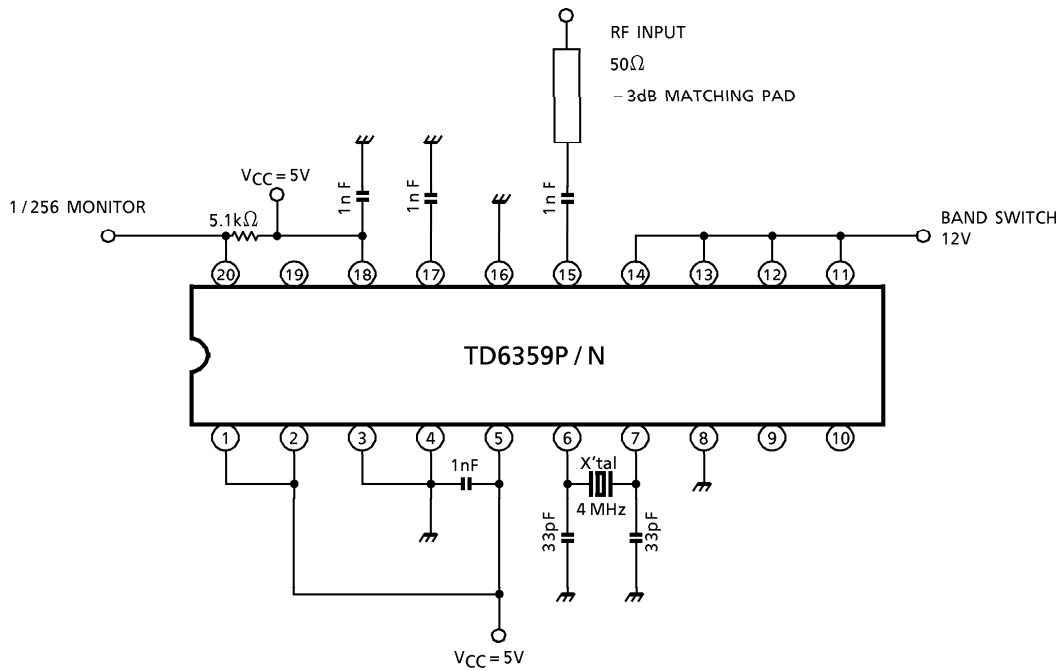 RF INPUT
50Ω
−3dB MATCHING PAD
VCC=5V
1nF
1nF
1nF
1/256 MONITOR
5.1kΩ
BAND SWITCH
12V
20
19
18
17
16
15
14
13
12
11
TD6359P/N
1
2
3
4
5
6
7
8
9
10
1nF
X'tal
4MHz
33pF
33pF
VCC=5V